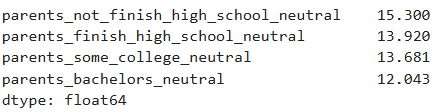 parents_not_finish_high_school_neutral    15.300
parents_finish_high_school_neutral        13.920
parents_some_college_neutral              13.681
parents_bachelors_neutral                 12.043
dtype: float64